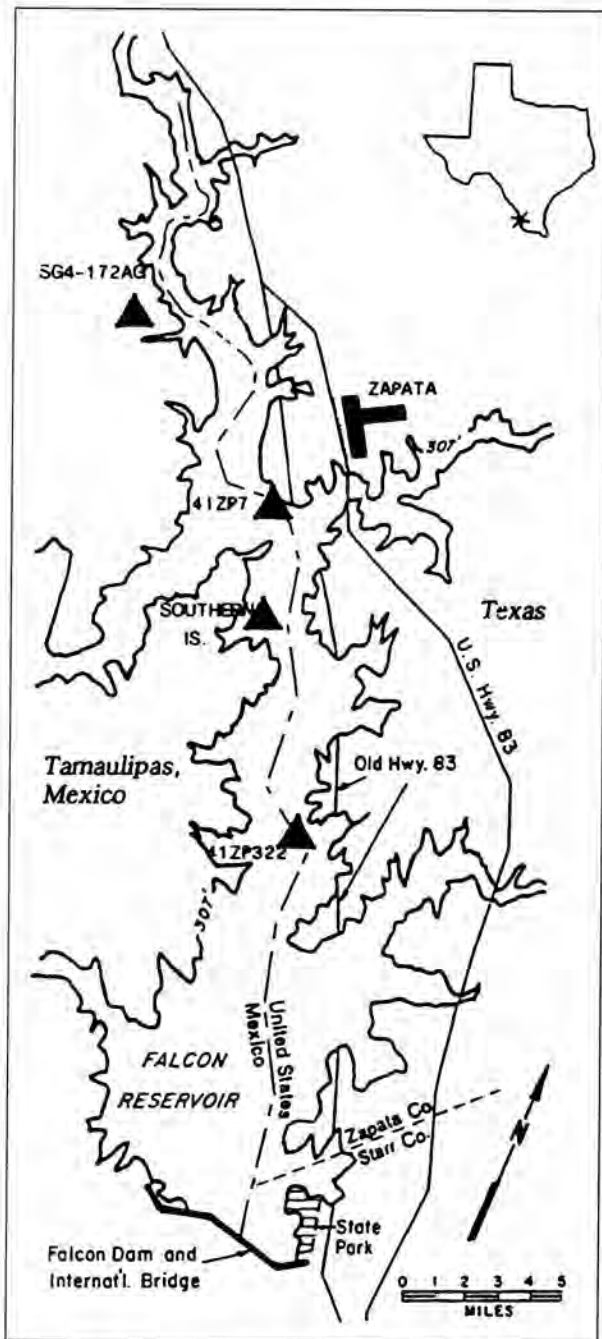 SG4-172AG
ZAPATA
307'
41ZP7
SOUTHERN
IS.
Texas
U.S. Hwy. 83
Tamaulipas,
Mexico
Old Hwy. 83
41ZP322
307'
United States
Mexico
FALCON
RESERVOIR
Zapata Co.
Starr Co.
N
State
Park
Falcon Dam and
Internat'l. Bridge
0 1 2 3 4 5
MILES